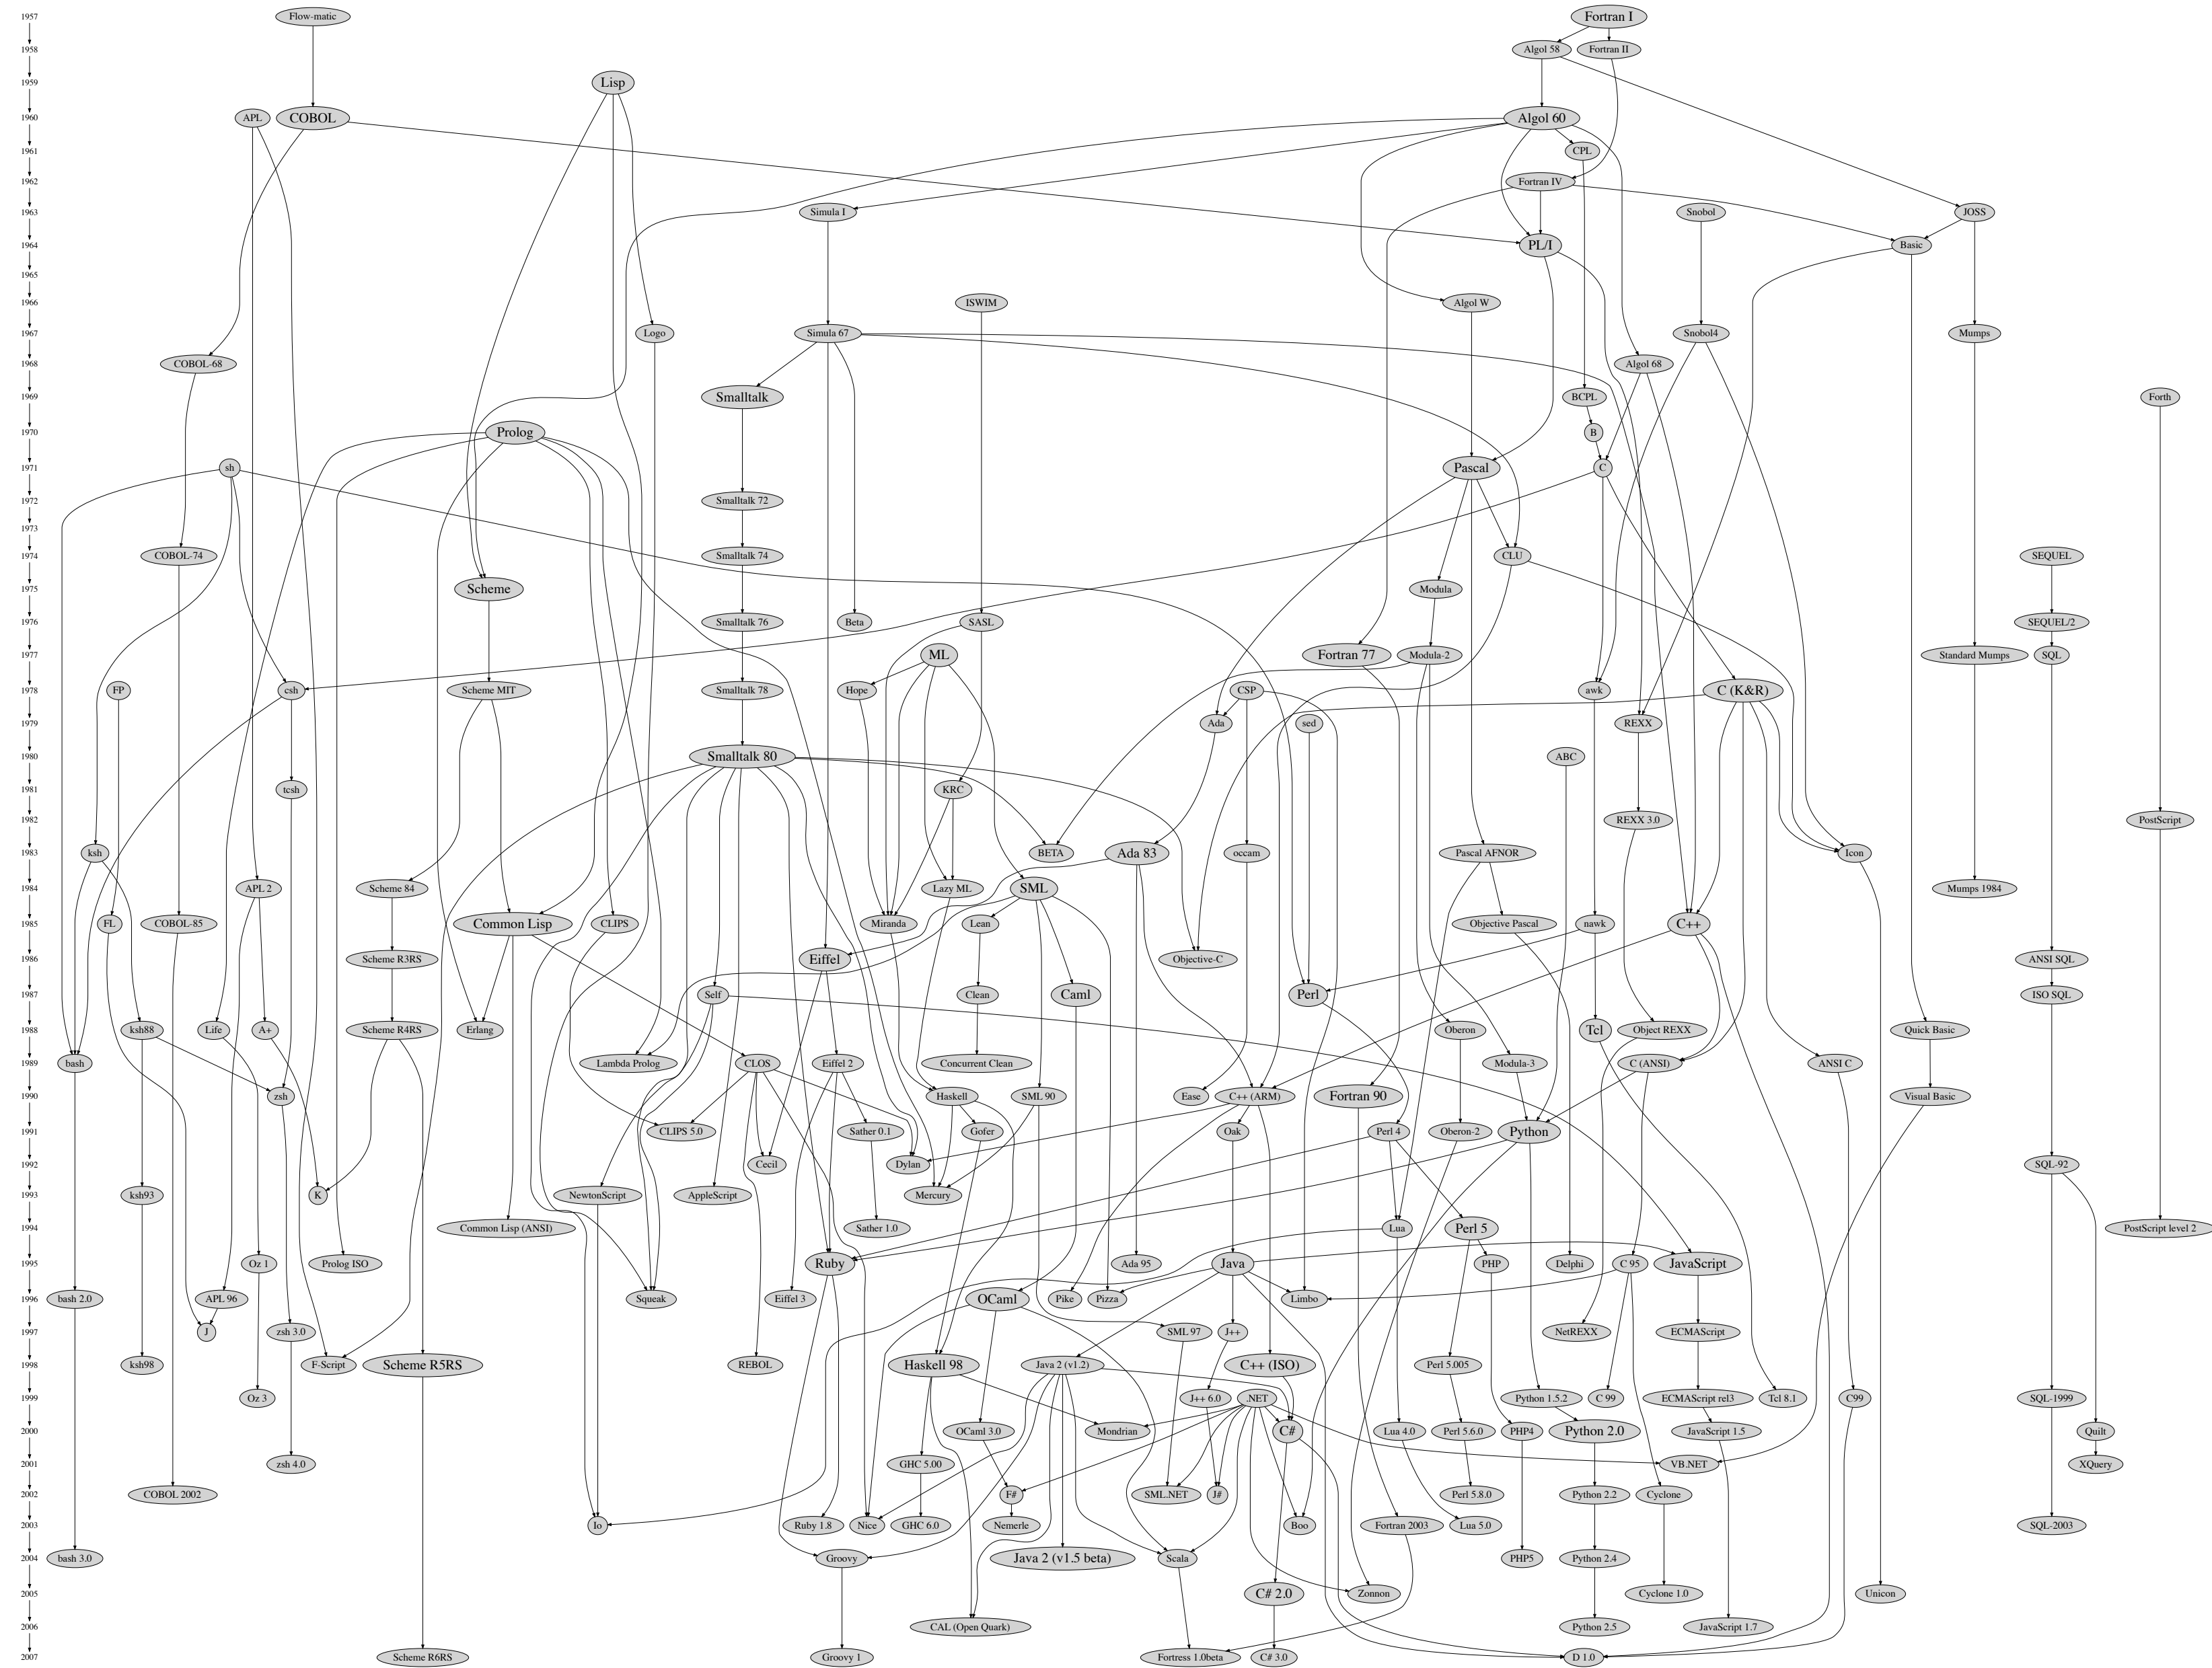 1957 Flow-matic Fortran I
1958 Algol 58 Fortran II
1959 Lisp
1960 APL COBOL Algol 60
1961 CPL
1962 Fortran IV
1963 Simula I Snobol JOSS
1964 PL/I Basic
1965
1966 ISWIM Algol W
1967 Logo Simula 67 Snobol4 Mumps
1968 COBOL-68 Algol 68
1969 Smalltalk BCPL Forth
1970 Prolog B
1971 sh Pascal C
1972 Smalltalk 72
1973
1974 COBOL-74 Smalltalk 74 CLU SEQUEL
1975 Scheme Modula
1976 Smalltalk 76 Beta SASL SEQUEL/2
1977 ML Fortran 77 Modula-2 Standard Mumps SQL
1978 FP csh Scheme MIT Smalltalk 78 Hope CSP awk C (K&R)
1979 Ada sed REXX
1980 Smalltalk 80 ABC
1981 tcsh KRC
1982 REXX 3.0 PostScript
1983 ksh BETA Ada 83 occam Pascal AFNOR Icon
1984 APL 2 Scheme 84 Lazy ML SML Mumps 1984
1985 FL COBOL-85 Common Lisp CLIPS Miranda Lean Objective Pascal nawk C++
1986 Scheme R3RS Eiffel Objective-C ANSI SQL
1987 Self Clean Caml Perl ISO SQL
1988 ksh88 Life A+ Scheme R4RS Erlang Oberon Tcl Object REXX Quick Basic
1989 bash Lambda Prolog CLOS Eiffel 2 Concurrent Clean Modula-3 C (ANSI) ANSI C
1990 zsh Haskell SML 90 Ease C++ (ARM) Fortran 90 Visual Basic
1991 CLIPS 5.0 Sather 0.1 Gofer Oak Perl 4 Oberon-2 Python
1992 Cecil Dylan SQL-92
1993 ksh93 K NewtonScript AppleScript Mercury
1994 Common Lisp (ANSI) Sather 1.0 Lua Perl 5 PostScript level 2
1995 Oz 1 Prolog ISO Ruby Ada 95 Java PHP Delphi C 95 JavaScript
1996 bash 2.0 APL 96 Squeak Eiffel 3 OCaml Pike Pizza Limbo
1997 J zsh 3.0 SML 97 J++ NetREXX ECMAScript
1998 ksh98 F-Script Scheme R5RS REBOL Haskell 98 Java 2 (v1.2) C++ (ISO) Perl 5.005
1999 Oz 3 J++ 6.0 .NET Python 1.5.2 C 99 ECMAScript rel3 Tcl 8.1 C99 SQL-1999
2000 OCaml 3.0 Mondrian C# Lua 4.0 Perl 5.6.0 PHP4 Python 2.0 JavaScript 1.5 Quilt
2001 zsh 4.0 GHC 5.00 VB.NET XQuery
2002 COBOL 2002 F# SML.NET J# Perl 5.8.0 Python 2.2 Cyclone
2003 Io Ruby 1.8 Nice GHC 6.0 Nemerle Boo Fortran 2003 Lua 5.0 SQL-2003
2004 bash 3.0 Groovy Java 2 (v1.5 beta) Scala PHP5 Python 2.4
2005 C# 2.0 Zonnon Cyclone 1.0 Unicon
2006 CAL (Open Quark) Python 2.5 JavaScript 1.7
2007 Scheme R6RS Groovy 1 Fortress 1.0beta C# 3.0 D 1.0